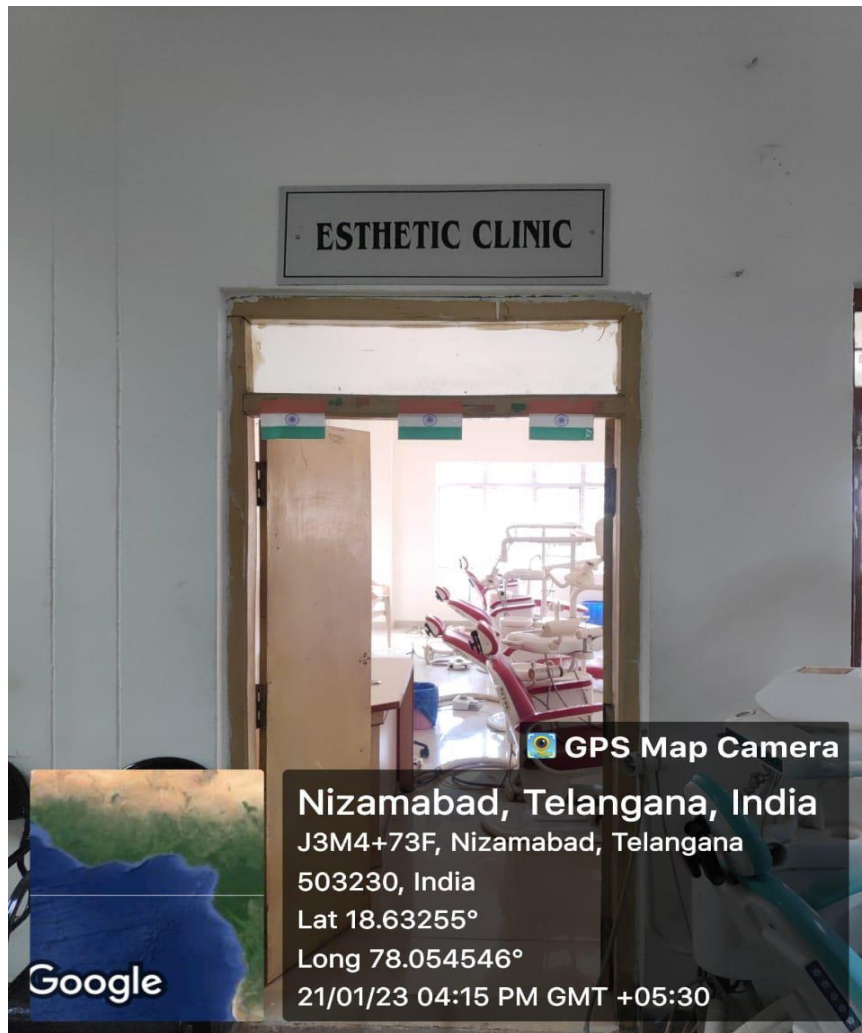 ESTHETIC CLINIC
GPS Map Camera
Nizamabad, Telangana, India
J3M4+73F, Nizamabad, Telangana
503230, India
Lat 18.63255°
Long 78.054546°
21/01/23 04:15 PM GMT +05:30
Google